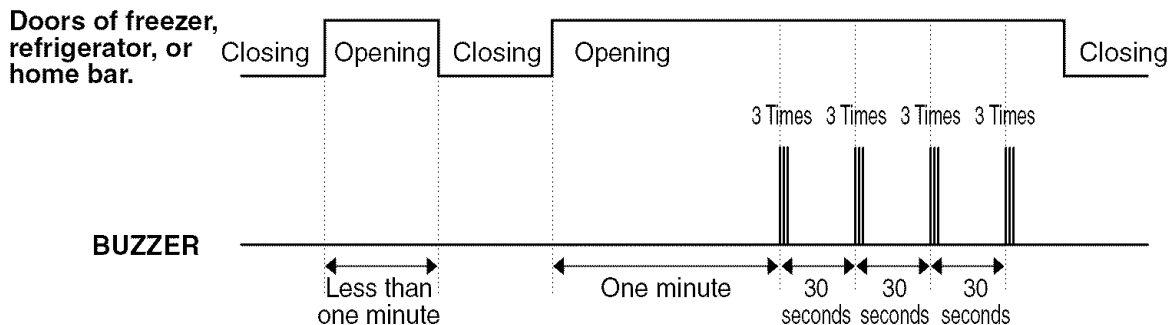 Doors of freezer,
refrigerator, or
home bar.
Closing Opening Closing Opening Closing
3 Times 3 Times 3 Times 3 Times
BUZZER
Less than
one minute
One minute
30
seconds
30
seconds
30
seconds